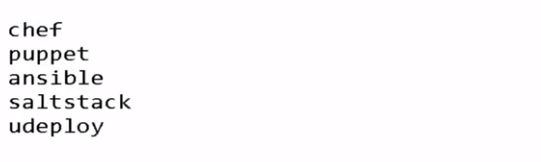 chef
puppet
ansible
saltstack
udeploy